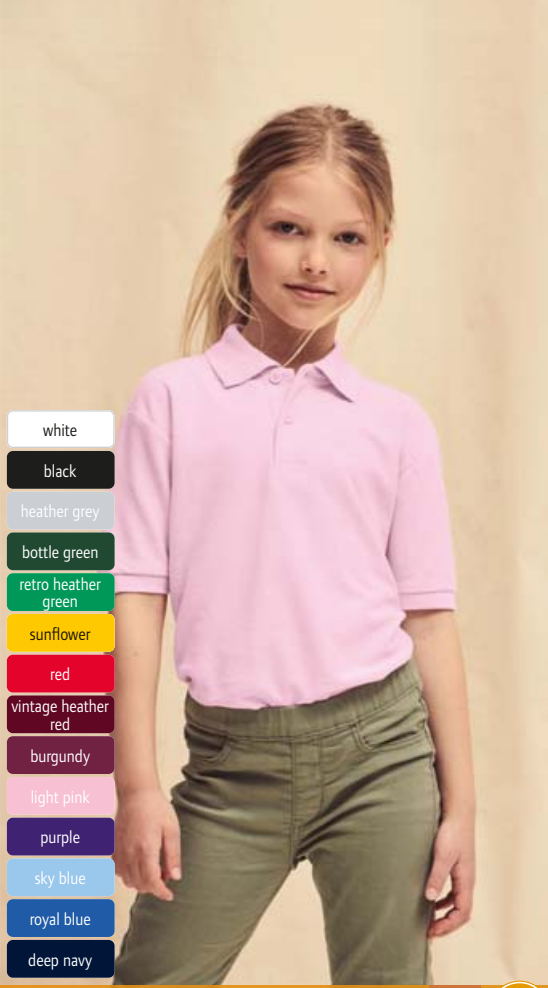 white
black
heather grey
bottle green
retro heather
green
sunflower
red
vintage heather
red
burgundy
light pink
purple
sky blue
royal blue
deep navy